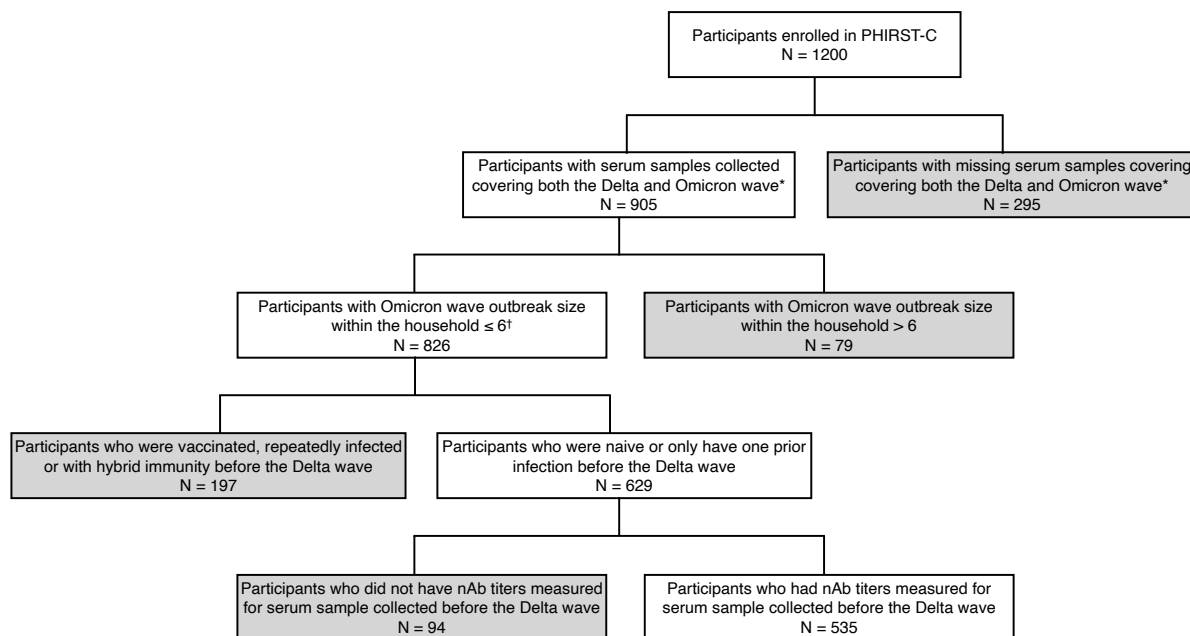 Participants enrolled in PHIRST-C
N = 1200
Participants with serum samples collected
covering both the Delta and Omicron wave*
N = 905
Participants with missing serum samples covering
covering both the Delta and Omicron wave*
N = 295
Participants with Omicron wave outbreak size
within the household ≤ 6†
N = 826
Participants with Omicron wave outbreak size
within the household > 6
N = 79
Participants who were vaccinated, repeatedly infected
or with hybrid immunity before the Delta wave
N = 197
Participants who were naive or only have one prior
infection before the Delta wave
N = 629
Participants who did not have nAb titers measured
for serum sample collected before the Delta wave
N = 94
Participants who had nAb titers measured for
serum sample collected before the Delta wave
N = 535